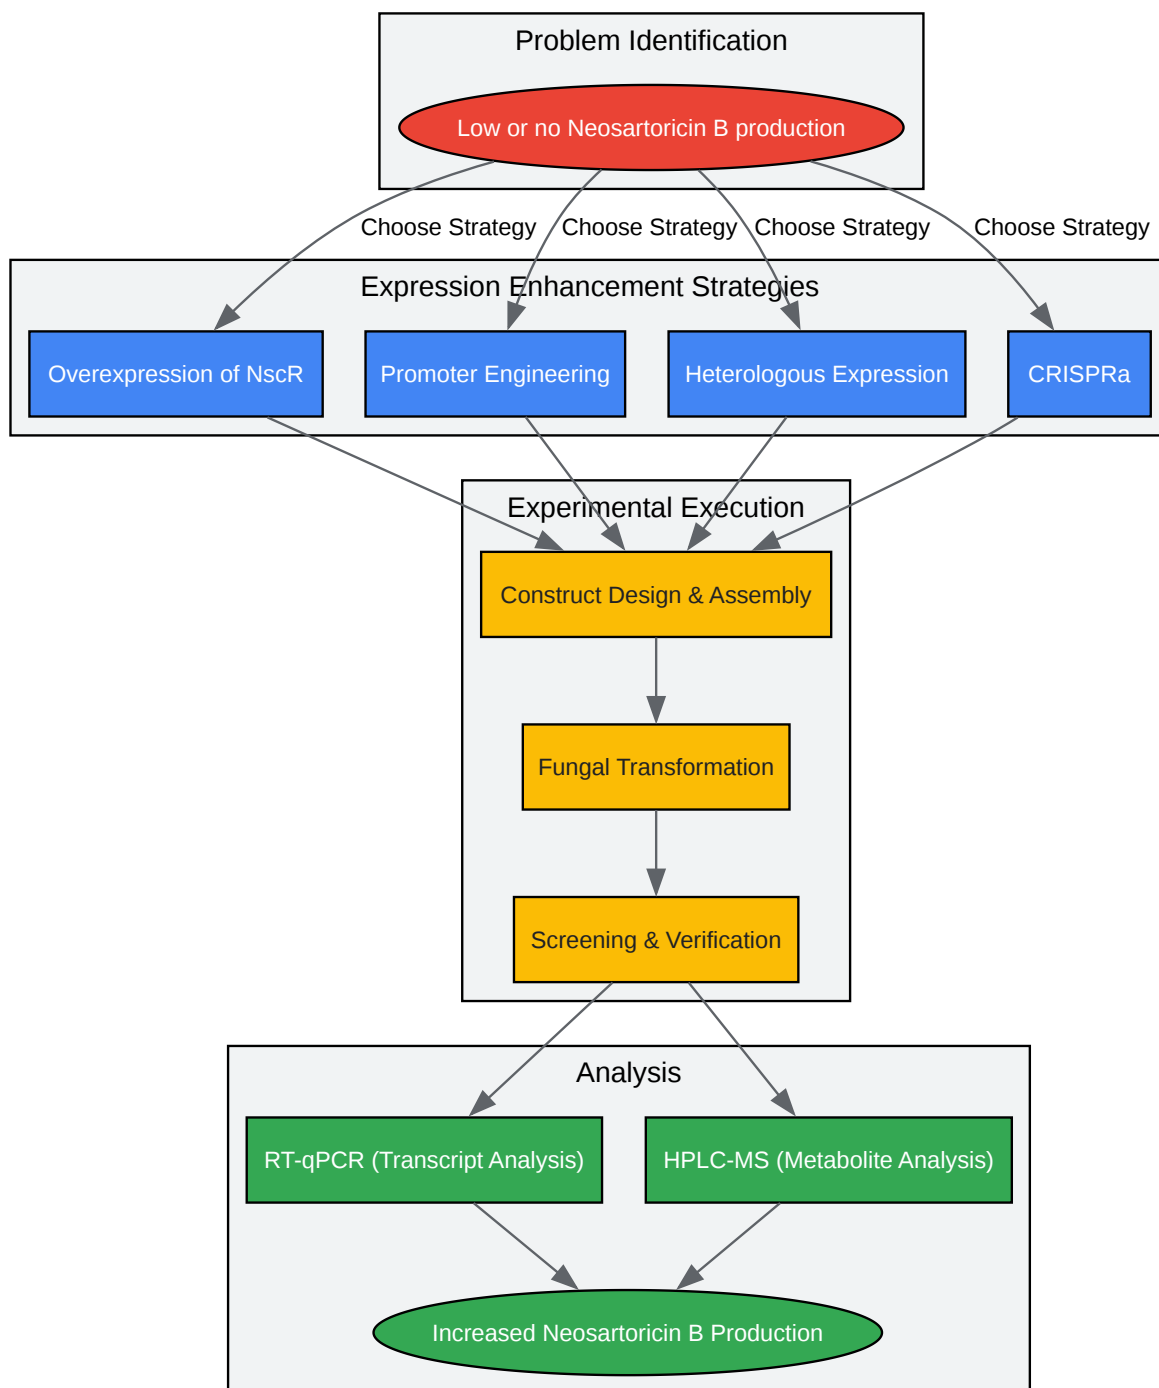 Problem Identification
Low or no Neosartoricin B production
Choose Strategy
Choose Strategy
Choose Strategy
Choose Strategy
Expression Enhancement Strategies
Overexpression of NscR
Promoter Engineering
Heterologous Expression
CRISPRa
Experimental Execution
Construct Design & Assembly
Fungal Transformation
Screening & Verification
Analysis
RT-qPCR (Transcript Analysis)
HPLC-MS (Metabolite Analysis)
Increased Neosartoricin B Production